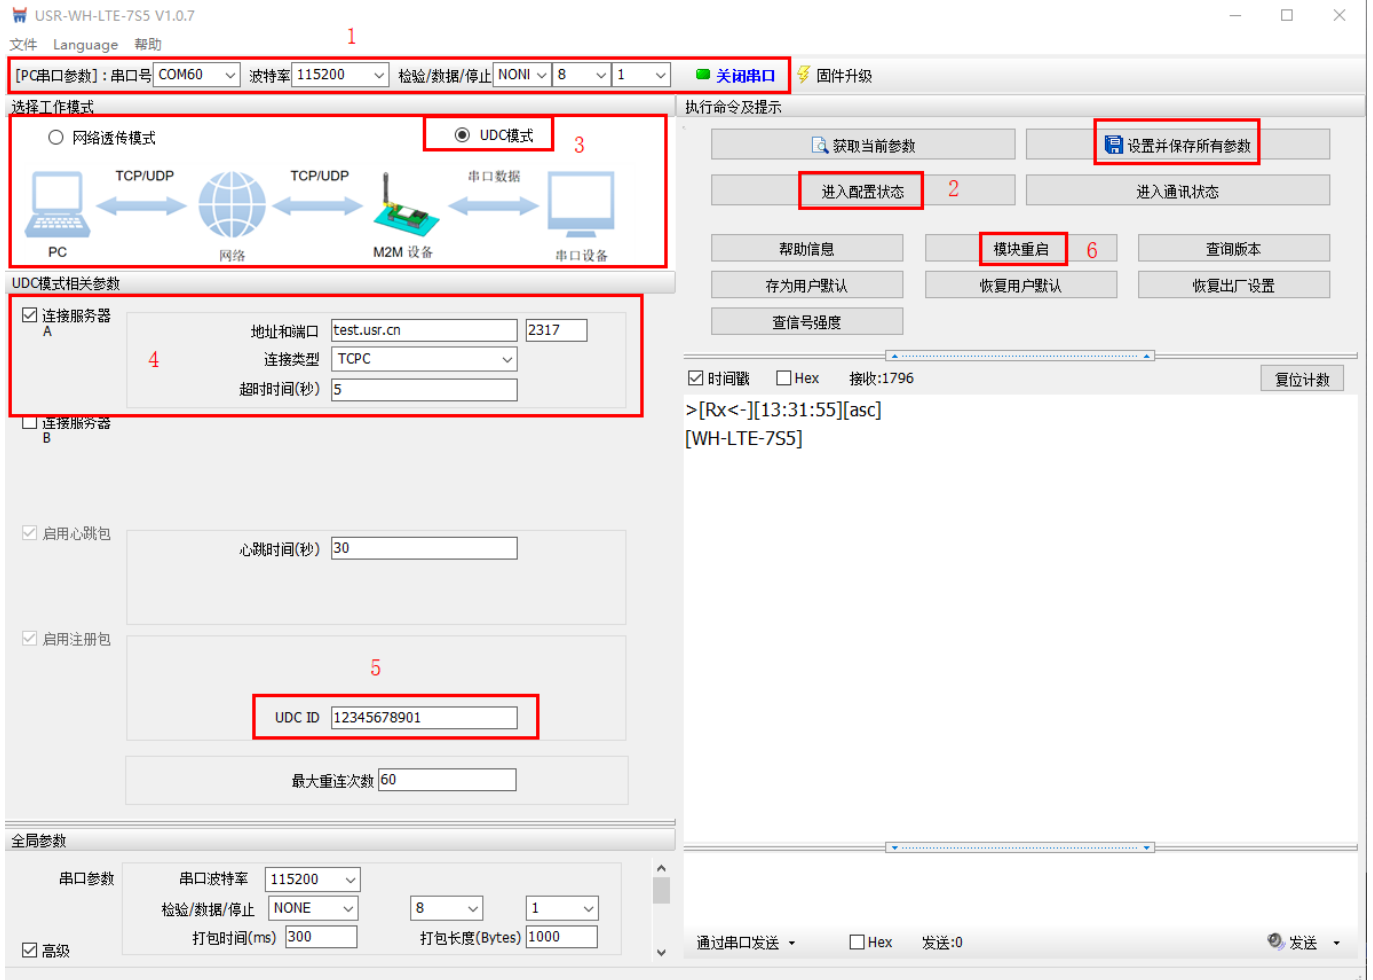 USR-WH-LTE-7S5 V1.0.7
文件 Language 帮助
1
[PC串口参数]：串口号 COM60 波特率 115200 检验/数据/停止 NONI 8 1 关闭串口 固件升级
选择工作模式
网络透传模式 UDC模式 3
TCP/UDP TCP/UDP 串口数据
PC 网络 M2M 设备 串口设备
UDC模式相关参数
连接服务器
A
地址和端口 test.usr.cn 2317
4 连接类型 TCPC
超时时间(秒) 5
连接服务器
B
启用心跳包
心跳时间(秒) 30
启用注册包
5
UDC ID 12345678901
最大重连次数 60
全局参数
串口参数 串口波特率 115200
检验/数据/停止 NONE 8 1
打包时间(ms) 300 打包长度(Bytes) 1000
高级
执行命令及提示
获取当前参数 设置并保存所有参数
进入配置状态 2 进入通讯状态
帮助信息 模块重启 6 查询版本
存为用户默认 恢复用户默认 恢复出厂设置
查信号强度
时间戳 Hex 接收:1796 复位计数
>[Rx<-][13:31:55][asc]
[WH-LTE-7S5]
通过串口发送 Hex 发送:0 发送